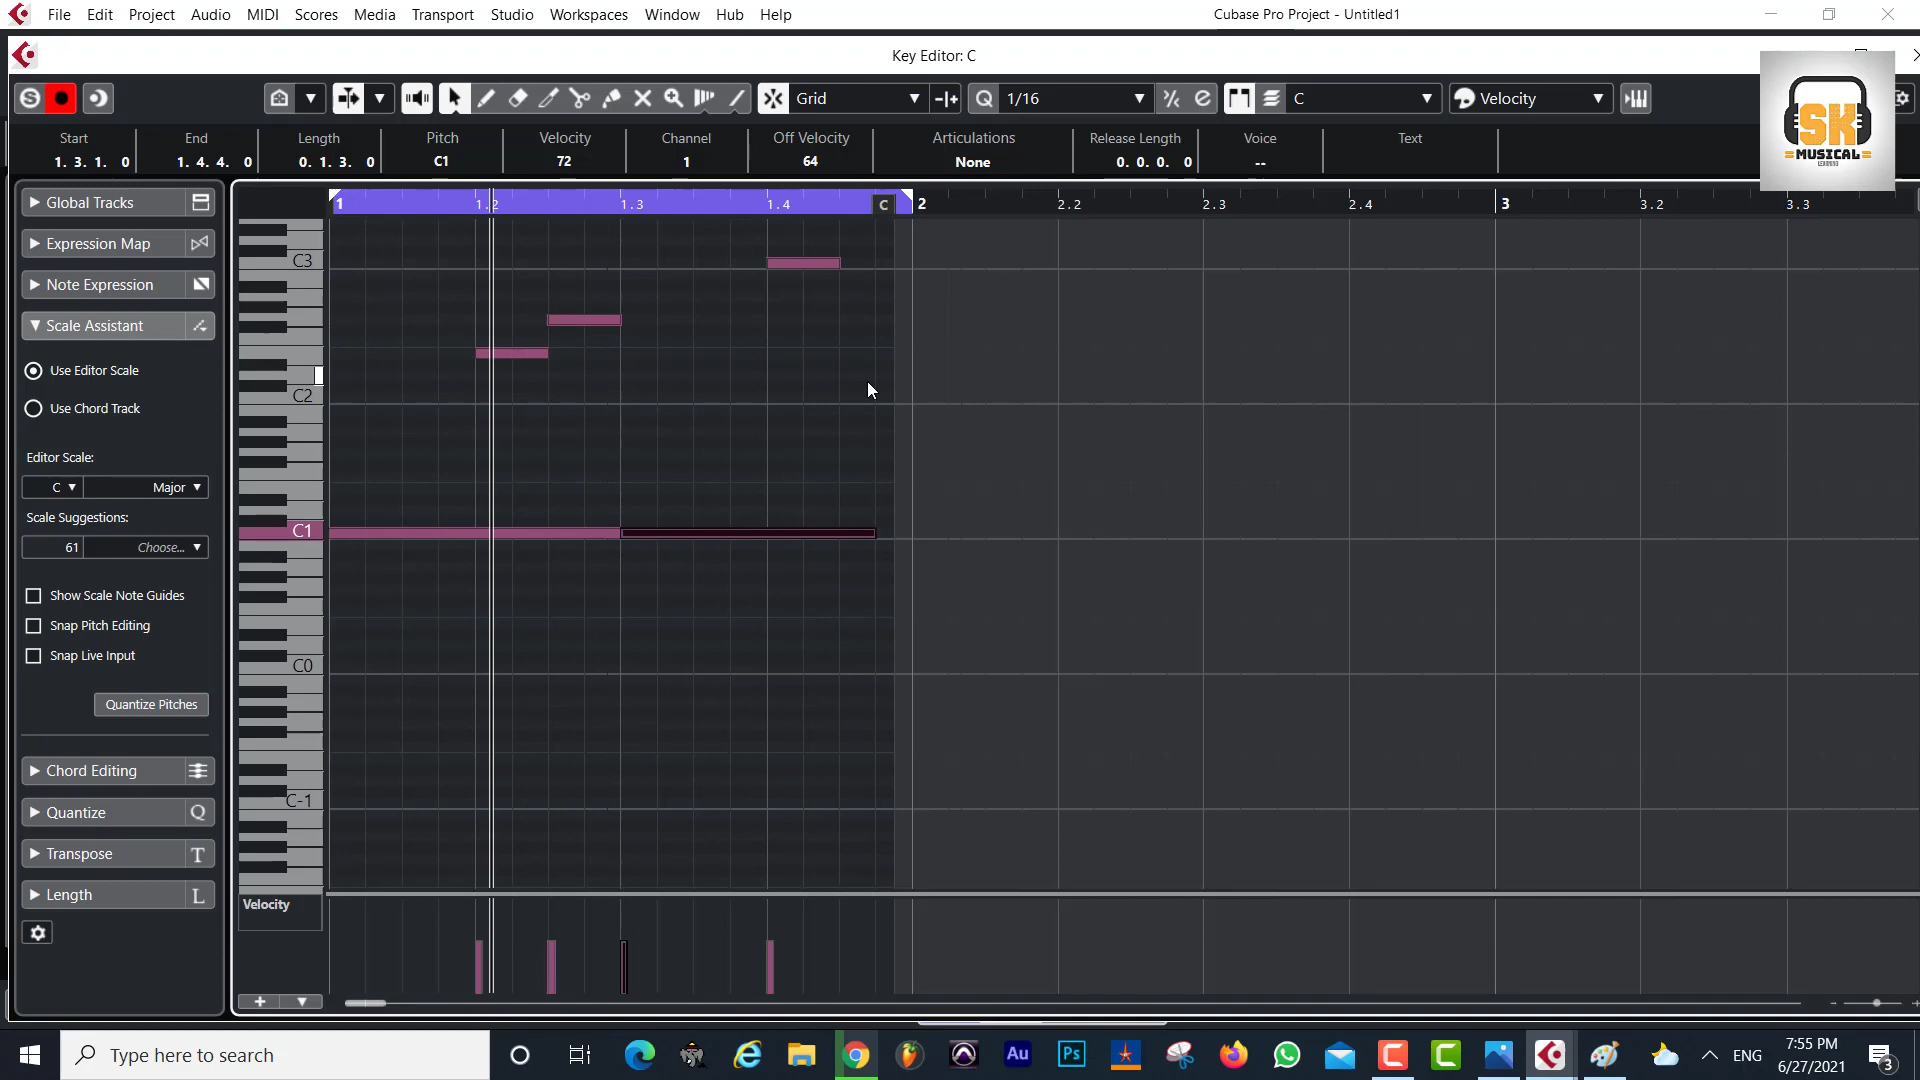 File Edit Project Audio MIDI Scores Media Transport Studio Workspaces Window Hub Help Cubase Pro Project - Untitled1
Key Editor: C
Grid 1/16 C Velocity
Start End Length Pitch Velocity Channel Off Velocity Articulations Release Length Voice Text
1. 3. 1. 0 1. 4. 4. 0 0. 1. 3. 0 C1 72 1 64 None 0. 0. 0. 0 --
SK
MUSICAL
LEARNING
Global Tracks
1 1.2 1.3 1.4 C 2 2.2 2.3 2.4 3 3.2 3.3
Expression Map
C3
Note Expression
Scale Assistant
Use Editor Scale
C2
Use Chord Track
Editor Scale:
C Major
Scale Suggestions:
C1
61 Choose...
Show Scale Note Guides
Snap Pitch Editing
Snap Live Input
C0
Quantize Pitches
Chord Editing
C-1
Quantize Q
Transpose T
Length L
Velocity
Type here to search
Au Ps
ENG
7:55 PM
6/27/2021
3